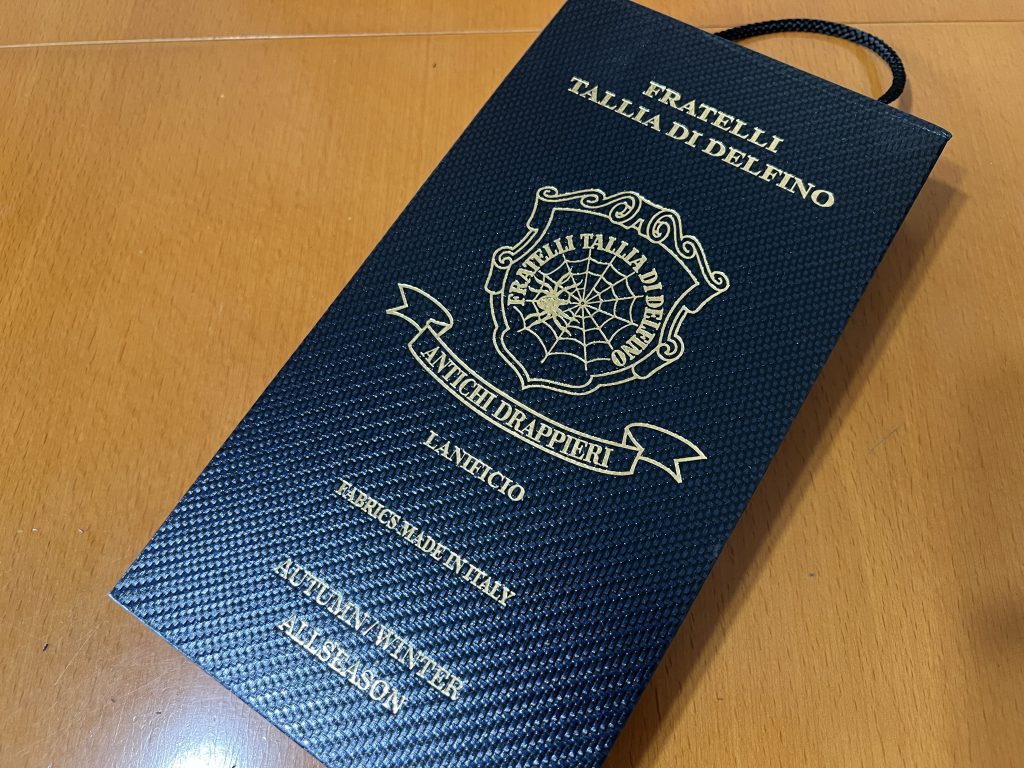 FRATELLI
TALLIA DI DELFINO
FRATELLI TALLIA DI DELFINO
ANTICHI DRAPPIERI
LANIFICIO
FABRICS MADE IN ITALY
AUTUMN/WINTER
ALLSEASON